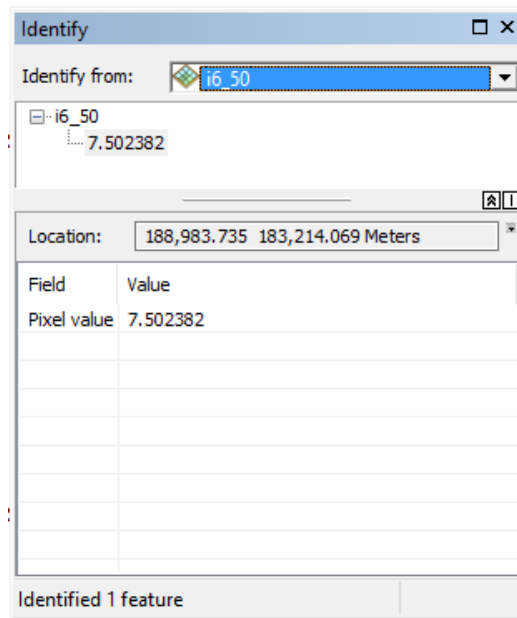 Identify
Identify from: i6_50
i6_50
7.502382
Location: 188,983.735 183,214.069 Meters
Field Value
Pixel value 7.502382
Identified 1 feature